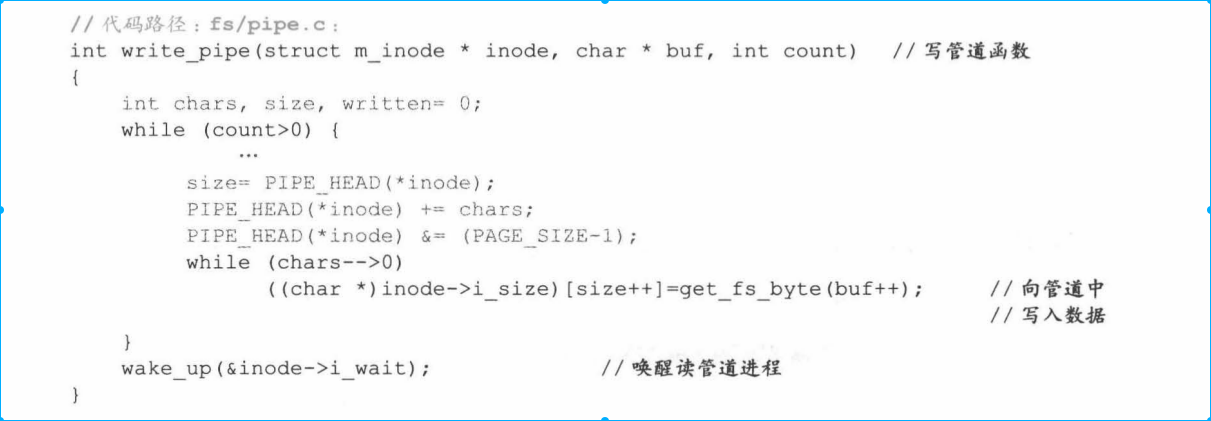 // 代码路径：fs/pipe.c：
int write_pipe(struct m_inode * inode, char * buf, int count)  // 写管道函数
{
    int chars, size, written= 0;
    while (count>0) {
            …
        size= PIPE_HEAD(*inode);
        PIPE_HEAD(*inode) += chars;
        PIPE_HEAD(*inode) &= (PAGE_SIZE-1);
        while (chars-->0)
            ((char *)inode->i_size)[size++]=get_fs_byte(buf++);    // 向管道中
                                                                   // 写入数据
    }
    wake_up(&inode->i_wait);            // 唤醒读管道进程
}